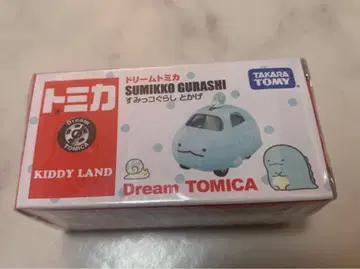 トミカ
Dream
TOMICA
KIDDY LAND
ドリームトミカ
SUMIKKO GURASHI
すみっコぐらし とかげ
TAKARA
TOMY
Dream TOMICA